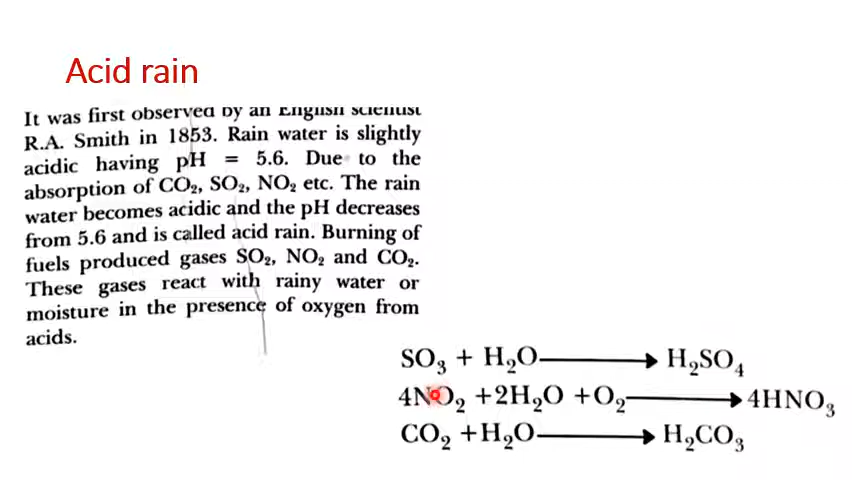 Acid rain
It was first observed by an English scientist
R.A. Smith in 1853. Rain water is slightly
acidic having pH = 5.6. Due to the
absorption of CO₂, SO₂, NO₂ etc. The rain
water becomes acidic and the pH decreases
from 5.6 and is called acid rain. Burning of
fuels produced gases SO₂, NO₂ and CO₂.
These gases react with rainy water or
moisture in the presence of oxygen from
acids.
SO₃ + H₂O ⟶ H₂SO₄
4NO₂ +2H₂O +O₂ ⟶ 4HNO₃
CO₂ +H₂O ⟶ H₂CO₃